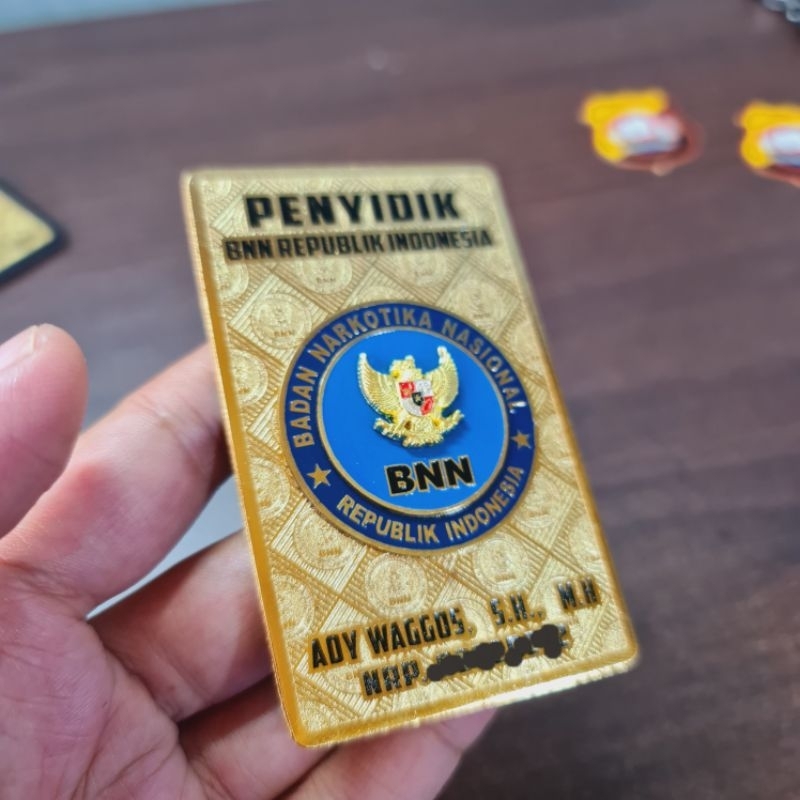 PENYIDIK
BNN REPUBLIK INDONESIA
BADAN NARKOTIKA NASIONAL
BNN
REPUBLIK INDONESIA
ADY WAGGOS, S.H., M.H
NRP.